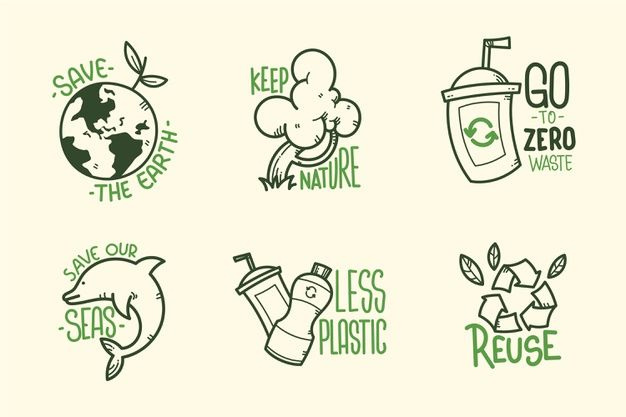 SAVE
THE EARTH
KEEP
NATURE
GO
-TO-
ZERO
WASTE
SAVE OUR
-SEAS-
LESS
PLASTIC
REUSE